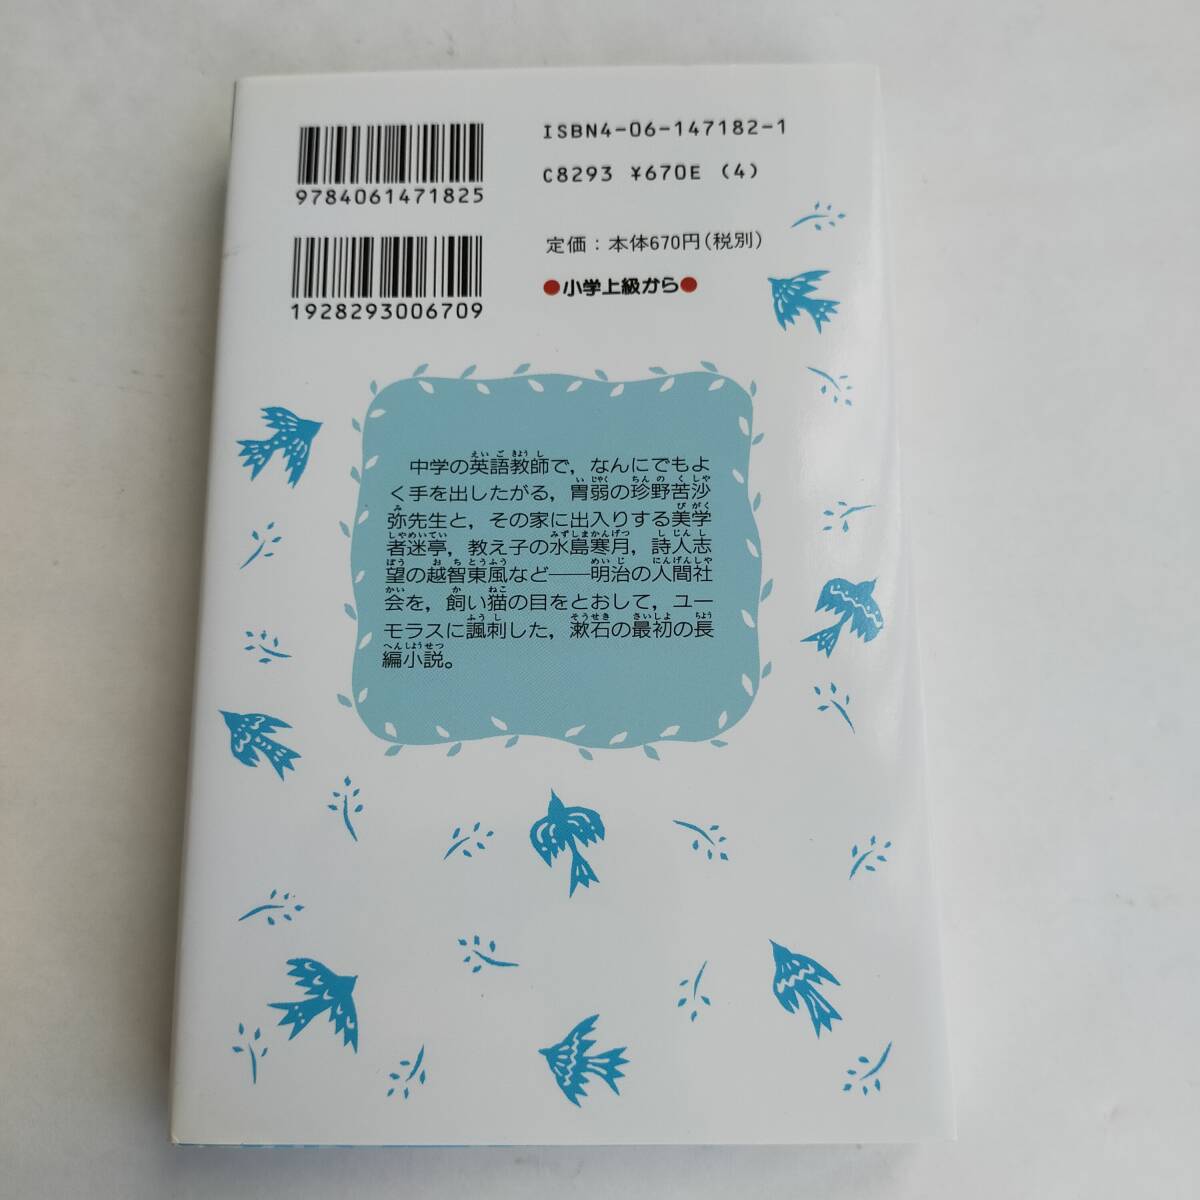 9784061471825
1928293006709
ISBN4-06-147182-1
C8293 ¥670E (4)
定価：本体670円（税別）
●小学上級から●
中学の英語教師で，なんにでもよ
く手を出したがる，胃弱の珍野苦沙
弥先生と，その家に出入りする美学
者迷亭，教え子の水島寒月，詩人志
望の越智東風など──明治の人間社
会を，飼い猫の目をとおして，ユー
モラスに諷刺した，漱石の最初の長
編小説。